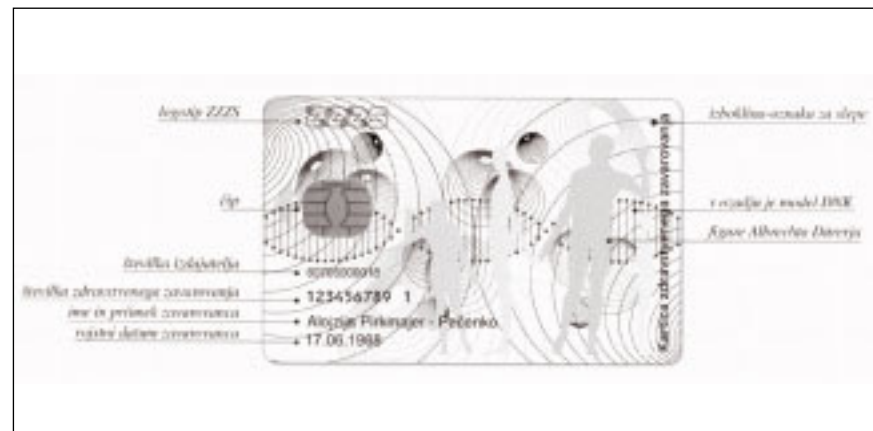 logotip ZZZS
čip
številka izdajatelja
številka zdravstvenega zavarovanja
ime in priimek zavarovanca
rojstni datum zavarovanca
123456789 1
Alojzija Pirkmajer - Pečenko
17.06.1988
Kartica zdravstvenega zavarovanja
izboklina-oznaka za slepe
v ozadju je model DNK
figure Albrechta Dürerja